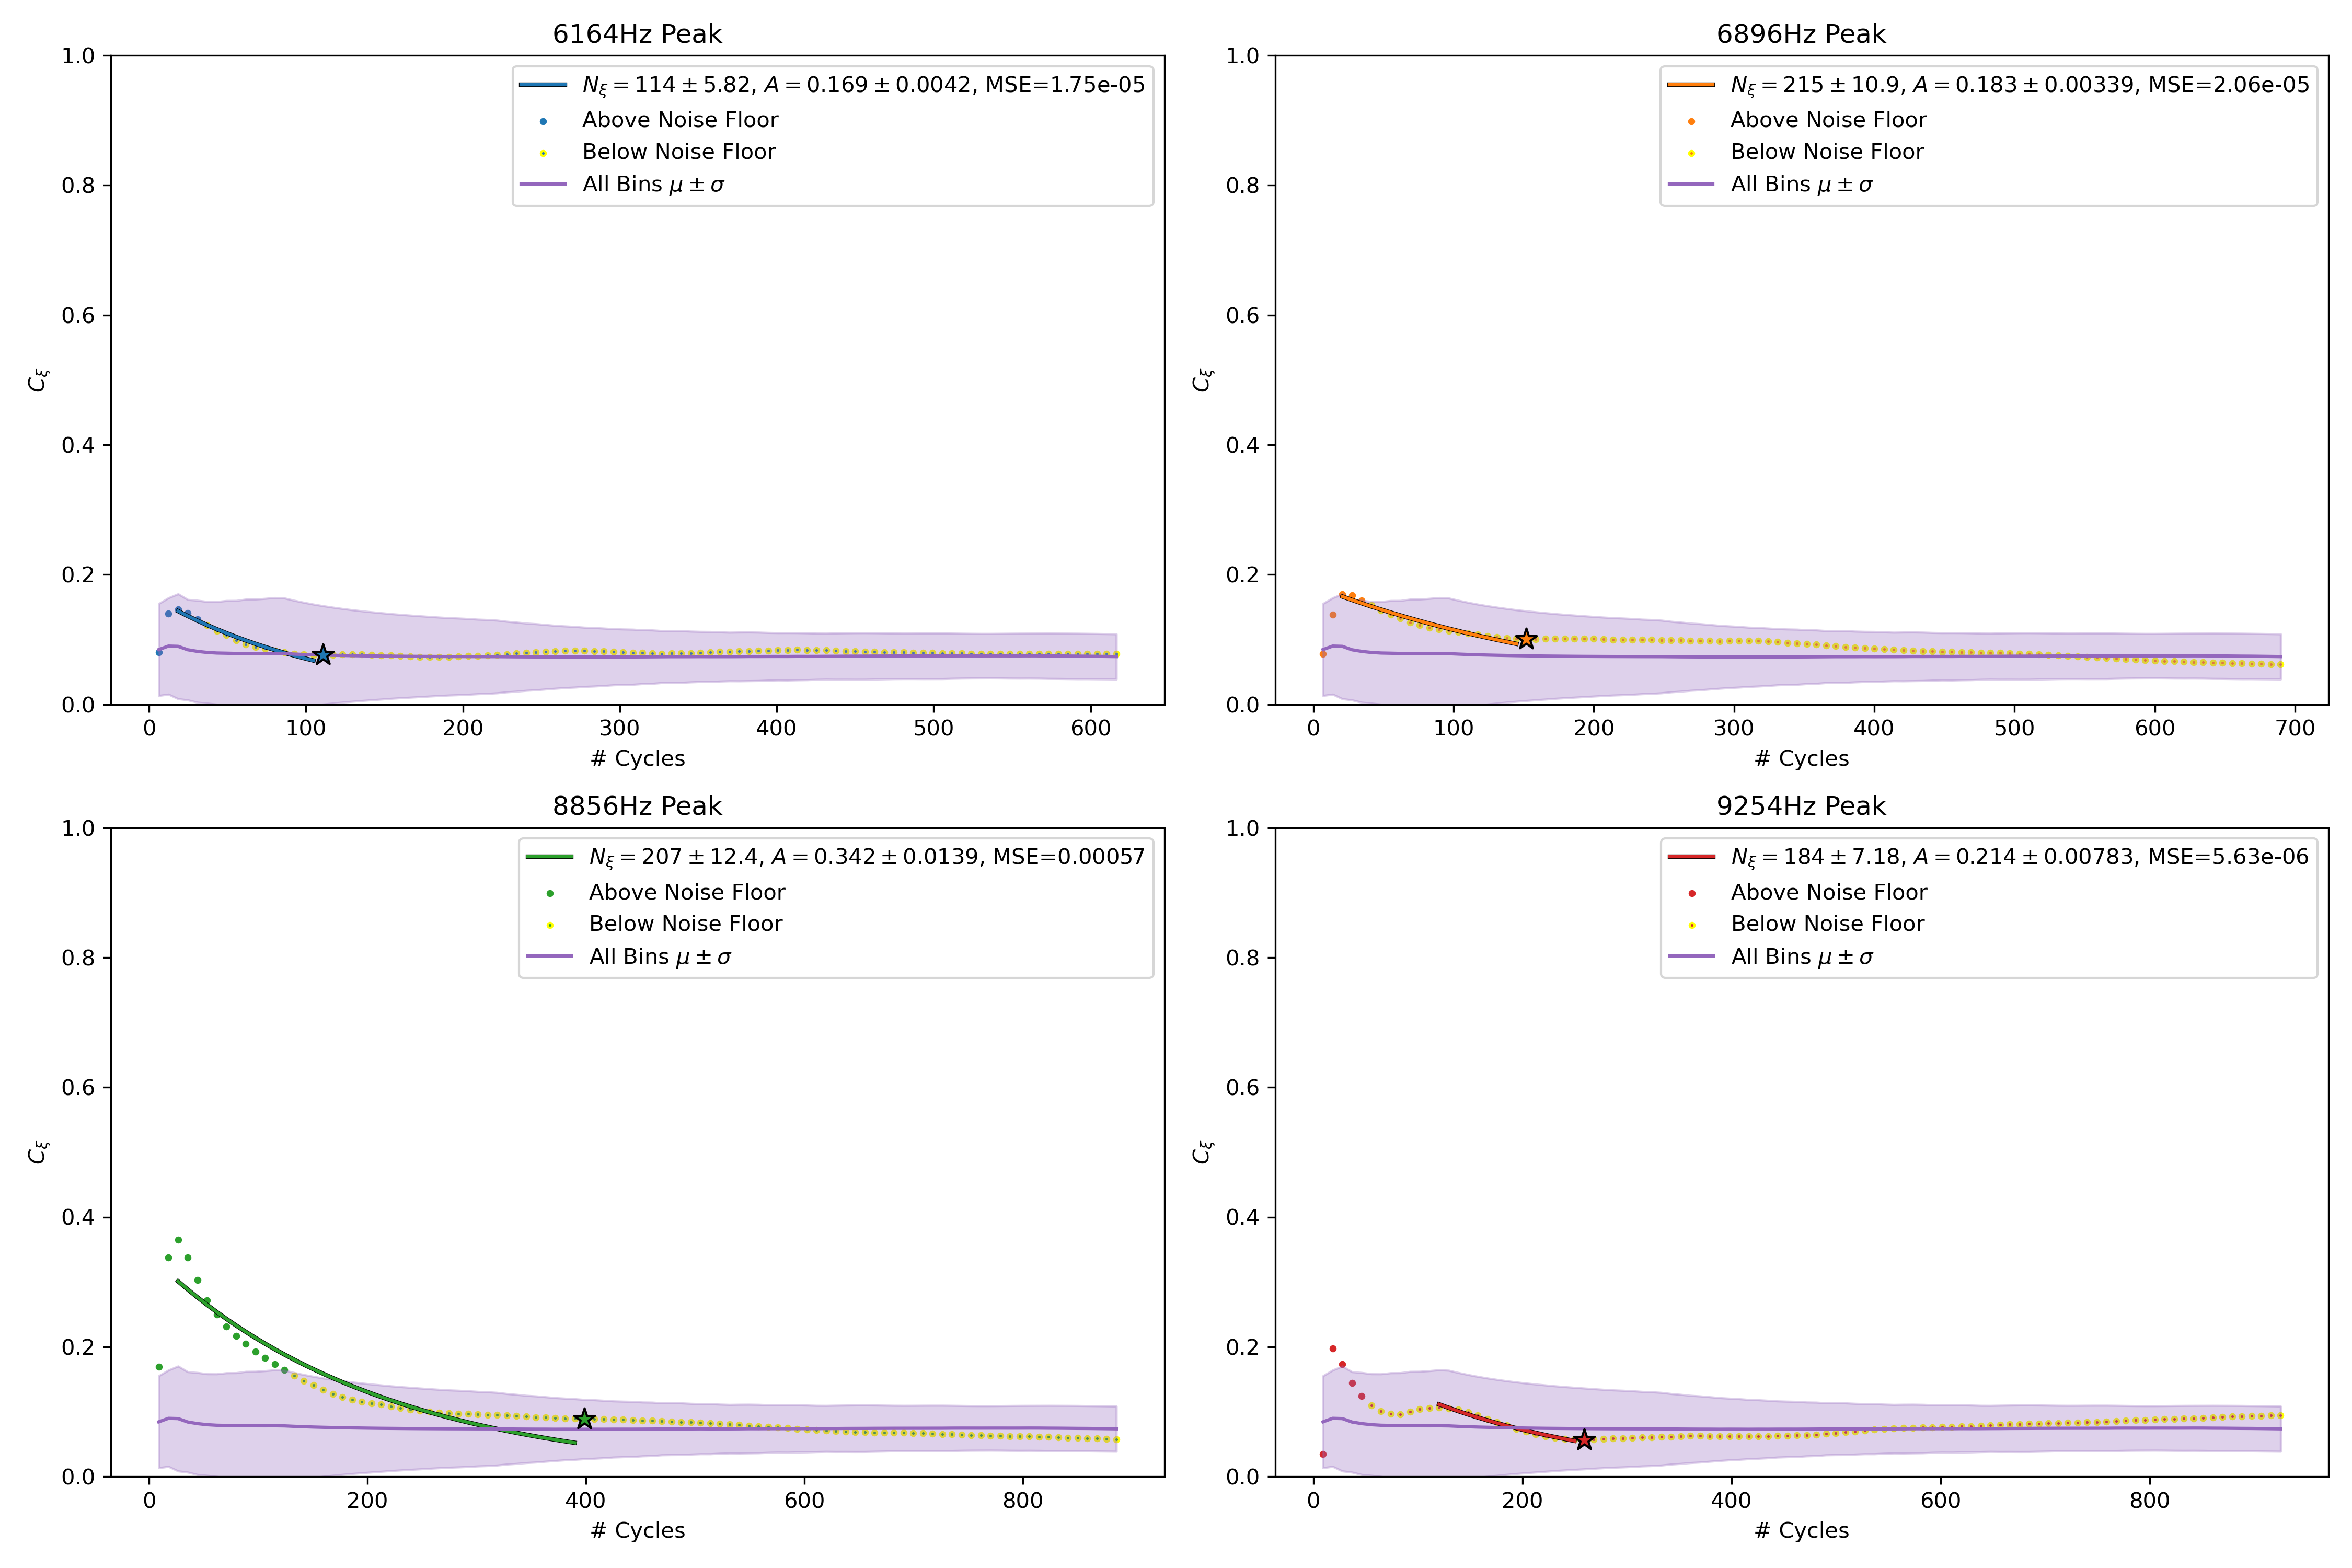 6164Hz Peak
1.0
0.8
0.6
0.4
0.2
0.0
C_ξ
N_ξ = 114 ± 5.82, A = 0.169 ± 0.0042, MSE=1.75e-05
Above Noise Floor
Below Noise Floor
All Bins μ ± σ
0 100 200 300 400 500 600
# Cycles
6896Hz Peak
1.0
0.8
0.6
0.4
0.2
0.0
C_ξ
N_ξ = 215 ± 10.9, A = 0.183 ± 0.00339, MSE=2.06e-05
Above Noise Floor
Below Noise Floor
All Bins μ ± σ
0 100 200 300 400 500 600 700
# Cycles
8856Hz Peak
1.0
0.8
0.6
0.4
0.2
0.0
C_ξ
N_ξ = 207 ± 12.4, A = 0.342 ± 0.0139, MSE=0.00057
Above Noise Floor
Below Noise Floor
All Bins μ ± σ
0 200 400 600 800
# Cycles
9254Hz Peak
1.0
0.8
0.6
0.4
0.2
0.0
C_ξ
N_ξ = 184 ± 7.18, A = 0.214 ± 0.00783, MSE=5.63e-06
Above Noise Floor
Below Noise Floor
All Bins μ ± σ
0 200 400 600 800
# Cycles